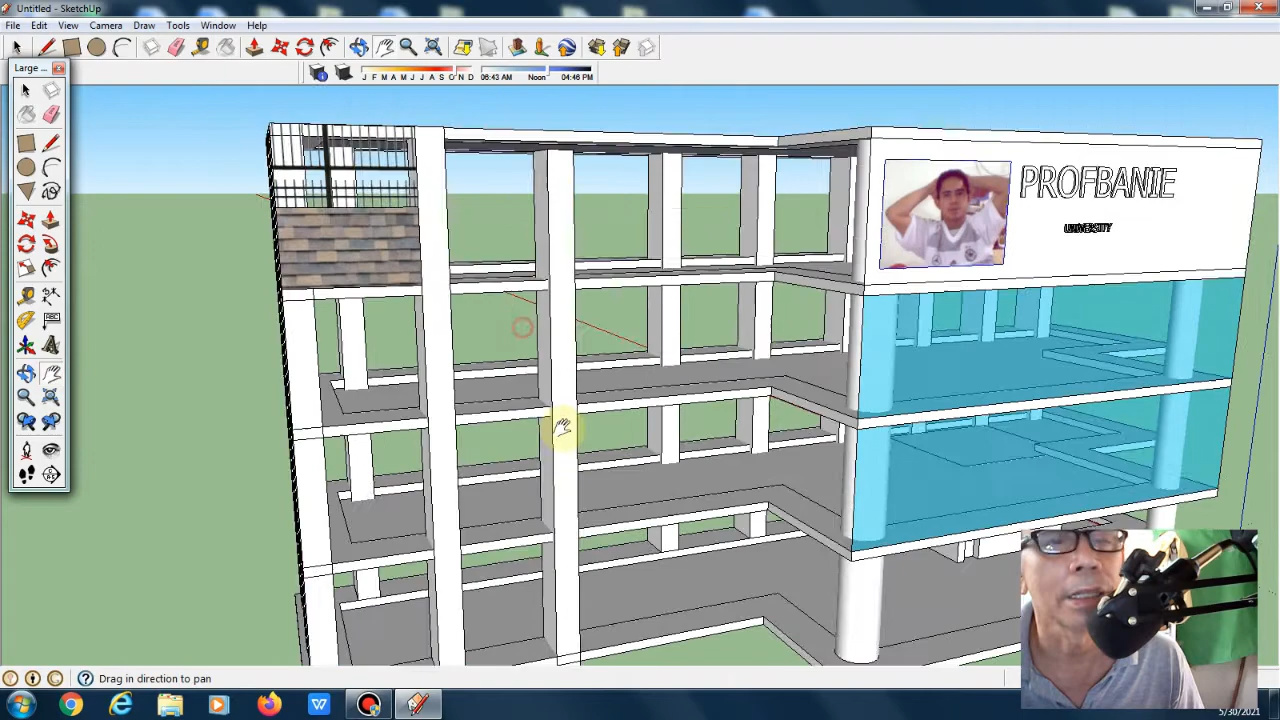 Untitled - SketchUp
File Edit View Camera Draw Tools Window Help
Large ...
J F M A M J J A S O N D 06:43 AM Noon 04:46 PM
PROFBANIE
UNIVERSITY
ABC
Drag in direction to pan
5/30/2021